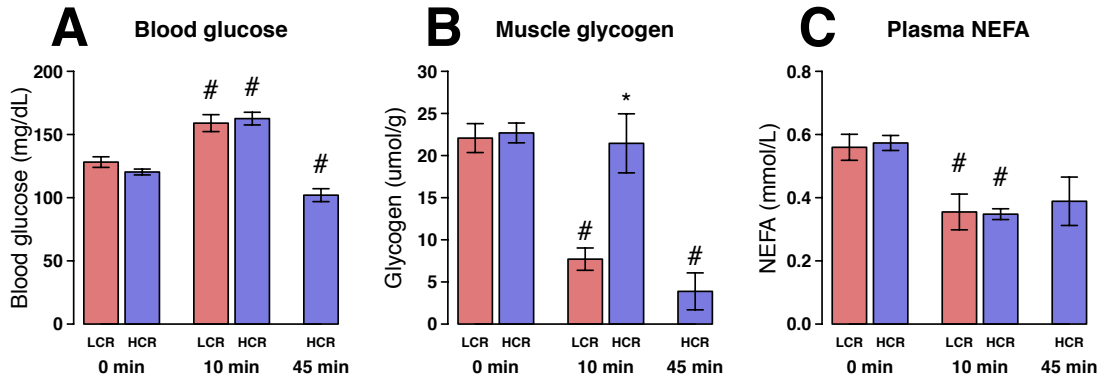 A Blood glucose
Blood glucose (mg/dL)
200
150
100
50
0
# # #
LCR HCR LCR HCR HCR
0 min 10 min 45 min
B Muscle glycogen
Glycogen (umol/g)
30
25
20
15
10
5
0
# * #
LCR HCR LCR HCR HCR
0 min 10 min 45 min
C Plasma NEFA
NEFA (mmol/L)
0.8
0.6
0.4
0.2
0.0
# #
LCR HCR LCR HCR HCR
0 min 10 min 45 min